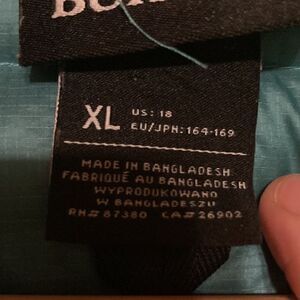 XL
US: 18
EU/JPN: 164-169
MADE IN BANGLADESH
FABRIQUÉ AU BANGLADESH
WYPRODUKOWANO
W BANGLADESZU
RN# 87380 CA# 26902